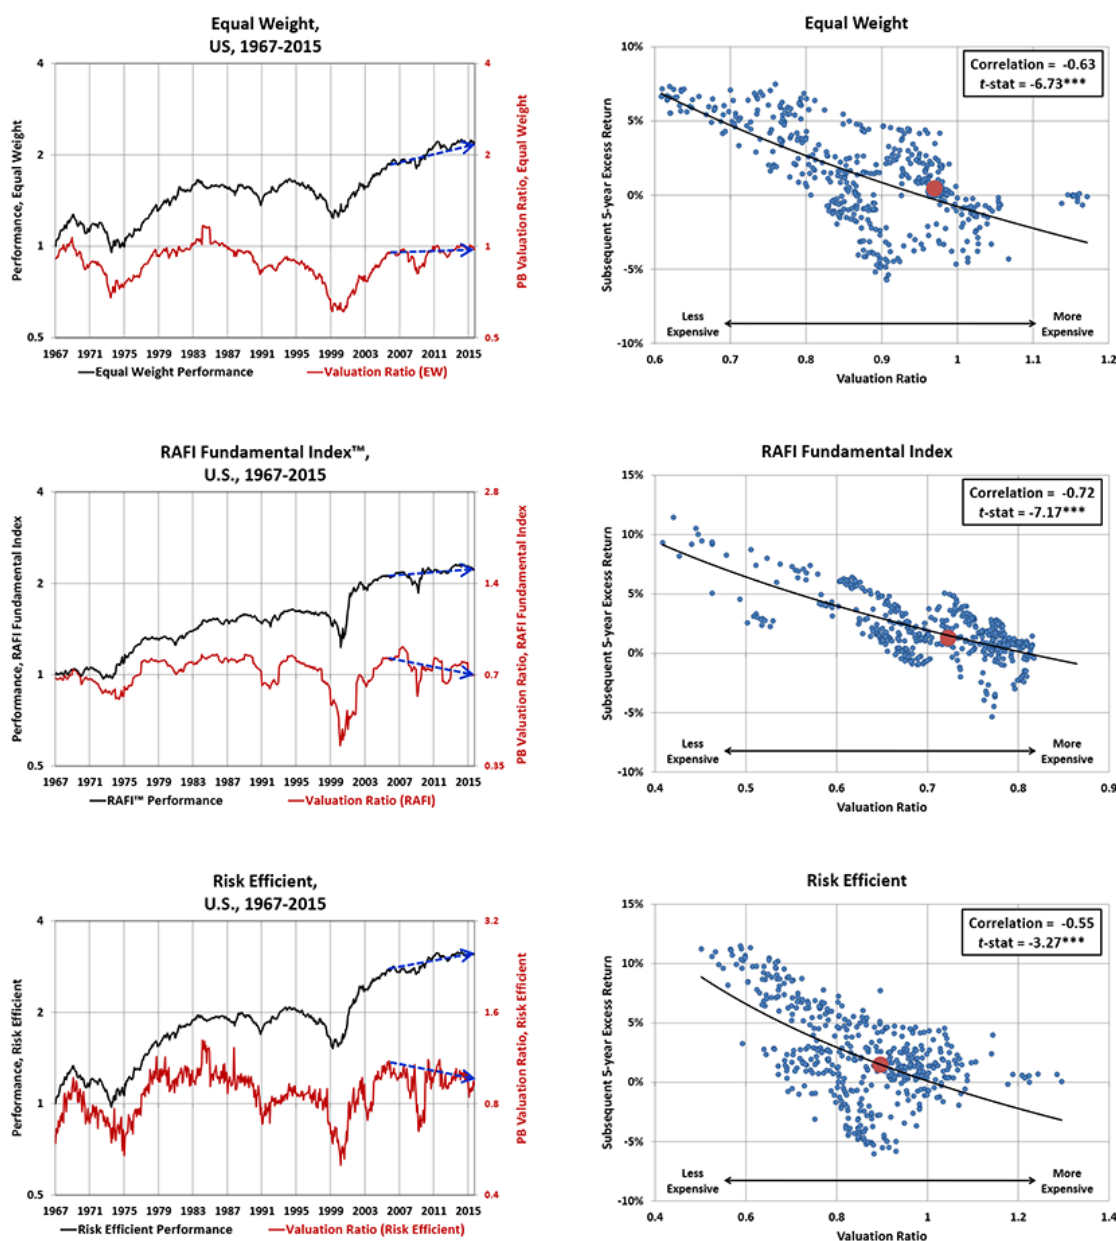 Equal Weight,
US, 1967-2015
4
2
1
0.5
Performance, Equal Weight
4
2
1
0.5
PB Valuation Ratio, Equal Weight
1967 1971 1975 1979 1983 1987 1991 1995 1999 2003 2007 2011 2015
Equal Weight Performance Valuation Ratio (EW)
Equal Weight
10%
5%
0%
-5%
-10%
Subsequent 5-year Excess Return
Correlation = -0.63
t-stat = -6.73***
Less
Expensive
More
Expensive
0.6 0.7 0.8 0.9 1 1.1 1.2
Valuation Ratio
RAFI Fundamental Index™,
U.S., 1967-2015
4
2
1
0.5
Performance, RAFI Fundamental Index
2.8
1.4
0.7
0.35
PB Valuation Ratio, RAFI Fundamental Index
1967 1971 1975 1979 1983 1987 1991 1995 1999 2003 2007 2011 2015
RAFI™ Performance Valuation Ratio (RAFI)
RAFI Fundamental Index
15%
10%
5%
0%
-5%
-10%
Subsequent 5-year Excess Return
Correlation = -0.72
t-stat = -7.17***
Less
Expensive
More
Expensive
0.4 0.5 0.6 0.7 0.8 0.9
Valuation Ratio
Risk Efficient,
U.S., 1967-2015
4
2
1
0.5
Performance, Risk Efficient
3.2
1.6
0.8
0.4
PB Valuation Ratio, Risk Efficient
1967 1971 1975 1979 1983 1987 1991 1995 1999 2003 2007 2011 2015
Risk Efficient Performance Valuation Ratio (Risk Efficient)
Risk Efficient
15%
10%
5%
0%
-5%
-10%
Subsequent 5-year Excess Return
Correlation = -0.55
t-stat = -3.27***
Less
Expensive
More
Expensive
0.4 0.6 0.8 1 1.2 1.4
Valuation Ratio